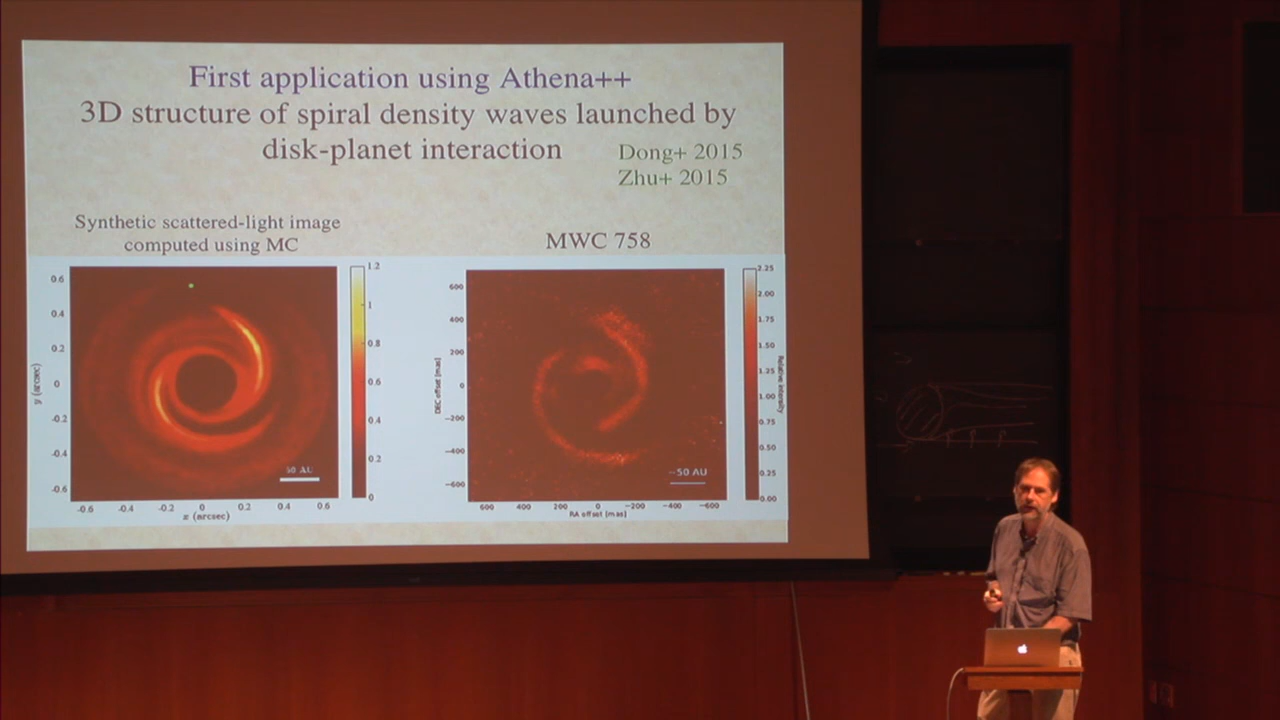 First application using Athena++
3D structure of spiral density waves launched by
disk-planet interaction
Dong+ 2015
Zhu+ 2015
Synthetic scattered-light image
computed using MC
MWC 758
0.6
0.4
0.2
0
-0.2
-0.4
-0.6
y (arcsec)
-0.6 -0.4 -0.2 0 0.2 0.4 0.6
x (arcsec)
50 AU
1.2
1
0.8
0.6
0.4
0.2
0
600
400
200
0
−200
−400
−600
DEC offset [mas]
600 400 200 0 −200 −400 −600
RA offset [mas]
~50 AU
2.25
2.00
1.75
1.50
1.25
1.00
0.75
0.50
0.25
0.00
Relative intensity